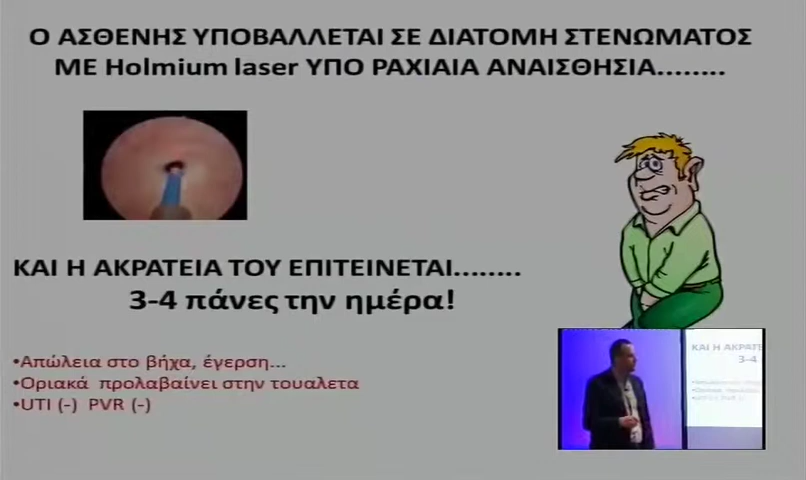 Ο ΑΣΘΕΝΗΣ ΥΠΟΒΑΛΛΕΤΑΙ ΣΕ ΔΙΑΤΟΜΗ ΣΤΕΝΩΜΑΤΟΣ
ΜΕ Holmium laser ΥΠΟ ΡΑΧΙΑΙΑ ΑΝΑΙΣΘΗΣΙΑ........
ΚΑΙ Η ΑΚΡΑΤΕΙΑ ΤΟΥ ΕΠΙΤΕΙΝΕΤΑΙ........
3-4 πάνες την ημέρα!
•Απώλεια στο βήχα, έγερση...
•Οριακά προλαβαίνει στην τουαλετα
•UTI (-) PVR (-)
ΚΑΙ Η ΑΚΡΑΤΕ
3-4